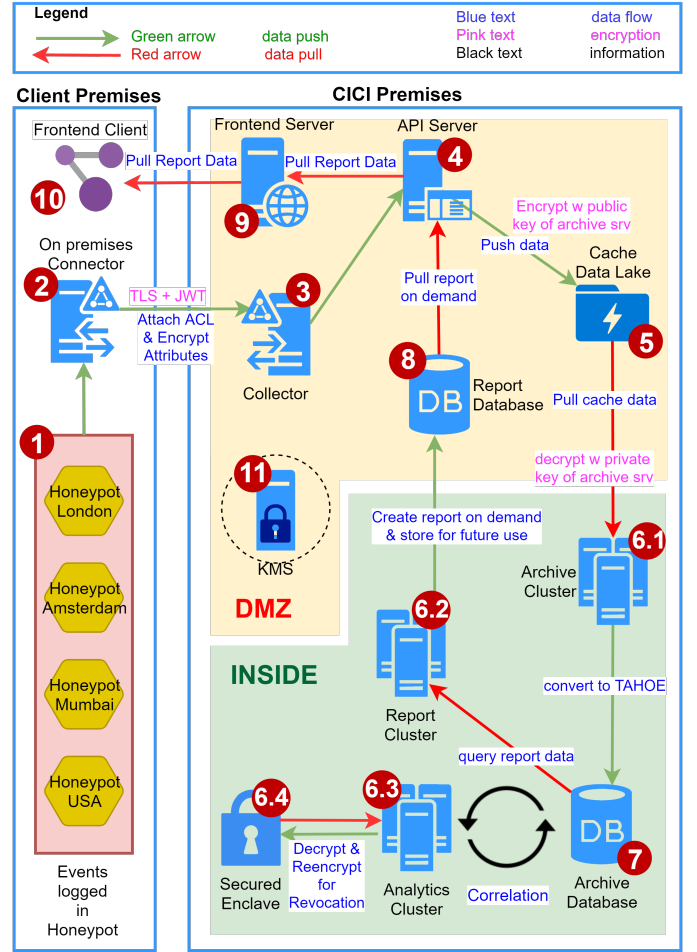 Legend
Green arrow data push
Red arrow data pull
Blue text data flow
Pink text encryption
Black text information
Client Premises
CICI Premises
Frontend Client
10
Pull Report Data
Frontend Server
9
Pull Report Data
API Server
4
Encrypt w public
key of archive srv
Push data
On premises
Connector
2
TLS + JWT
Attach ACL
& Encrypt
Attributes
3
Collector
Pull report
on demand
Cache
Data Lake
5
8
Report
Database
Pull cache data
decrypt w private
key of archive srv
1
Honeypot
London
Honeypot
Amsterdam
Honeypot
Mumbai
Honeypot
USA
Events
logged
in
Honeypot
11
KMS
DMZ
DB
Create report on demand
& store for future use
6.1
Archive
Cluster
INSIDE
6.2
Report
Cluster
convert to TAHOE
query report data
6.4
Secured
Enclave
Decrypt &
Reencrypt
for
Revocation
6.3
Analytics
Cluster
Correlation
DB
7
Archive
Database